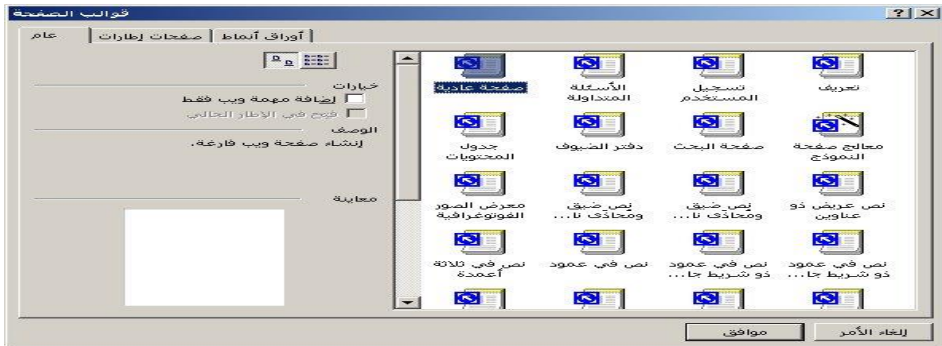 قوالب الصفحة
عام
صفحات إطارات
أوراق أنماط
صفحة عادية
الأسئلة المتداولة
تسجيل المستخدم
تعريف
جدول المحتويات
دفتر الضيوف
صفحة البحث
معالج صفحة النموذج
معرض الصور الفوتوغرافية
نص ضيق ومحاذى نا...
نص ضيق ومحاذى نا...
نص عريض ذو عناوين
نص في ثلاثة أعمدة
نص في عمود
نص في عمود ذو شريط جا...
نص في عمود ذو شريط جا...
خيارات
إضافة مهمة ويب فقط
فتح في الإطار الحالي
الوصف
إنشاء صفحة ويب فارغة.
معاينة
موافق
إلغاء الأمر